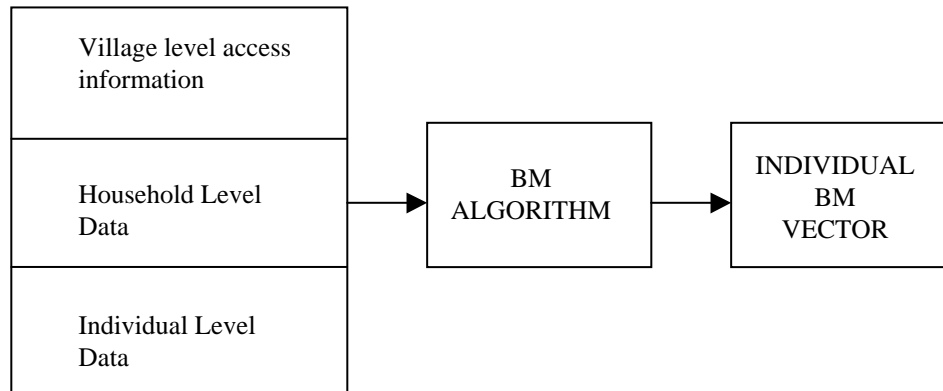 Village level access
information
Household Level
Data
Individual Level
Data
BM
ALGORITHM
INDIVIDUAL
BM
VECTOR